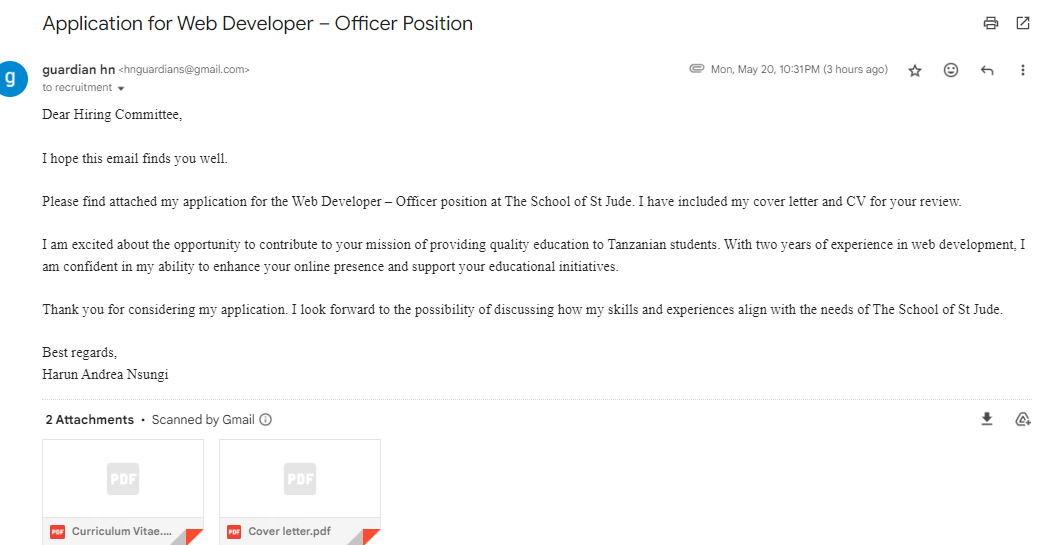 Application for Web Developer – Officer Position
g
guardian hn <hnguardians@gmail.com>
Mon, May 20, 10:31 PM (3 hours ago)
to recruitment
Dear Hiring Committee,
I hope this email finds you well.
Please find attached my application for the Web Developer – Officer position at The School of St Jude. I have included my cover letter and CV for your review.
I am excited about the opportunity to contribute to your mission of providing quality education to Tanzanian students. With two years of experience in web development, I
am confident in my ability to enhance your online presence and support your educational initiatives.
Thank you for considering my application. I look forward to the possibility of discussing how my skills and experiences align with the needs of The School of St Jude.
Best regards,
Harun Andrea Nsungi
2 Attachments • Scanned by Gmail
PDF
PDF
PDF Curriculum Vitae....
PDF Cover letter.pdf